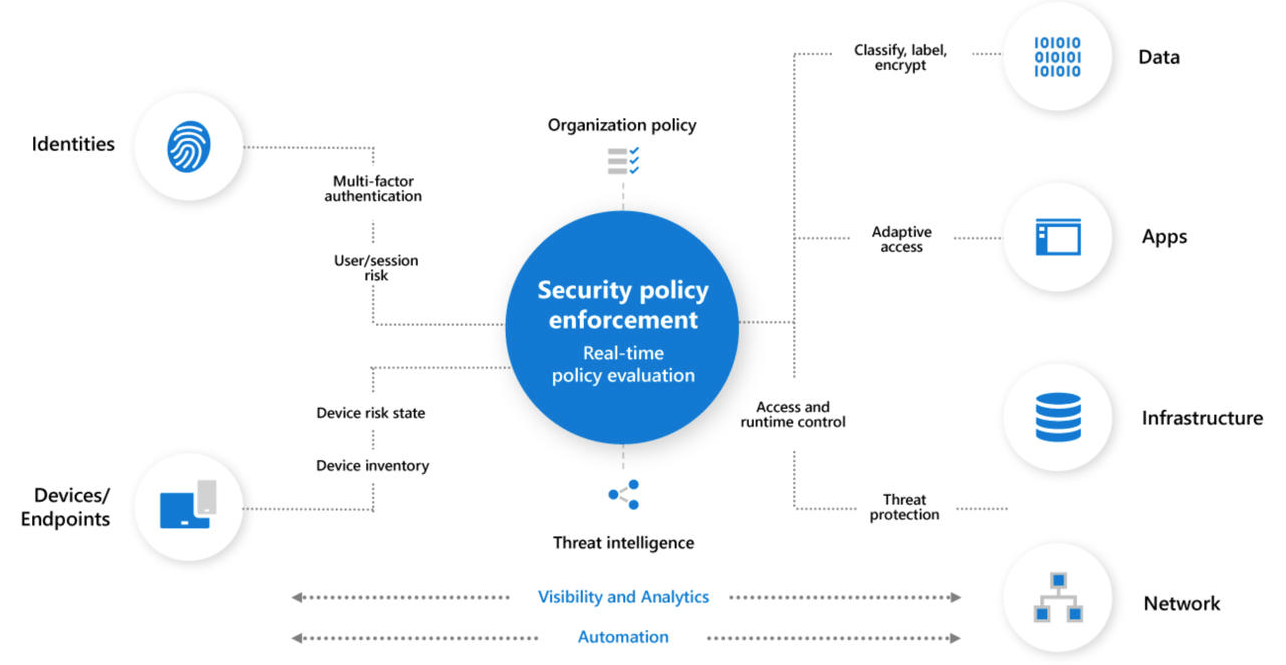 Identities
Multi-factor
authentication
User/session
risk
Device risk state
Device inventory
Devices/
Endpoints
Organization policy
Security policy
enforcement
Real-time
policy evaluation
Threat intelligence
Classify, label,
encrypt
101010
010101
101010
Data
Adaptive
access
Apps
Access and
runtime control
Infrastructure
Threat
protection
Network
Visibility and Analytics
Automation